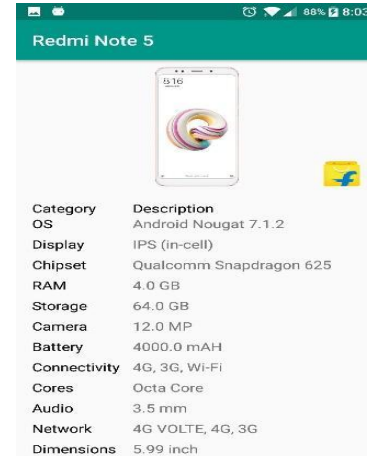 88% 8:03
Redmi Note 5
8:16
Category Description
OS Android Nougat 7.1.2
Display IPS (in-cell)
Chipset Qualcomm Snapdragon 625
RAM 4.0 GB
Storage 64.0 GB
Camera 12.0 MP
Battery 4000.0 mAH
Connectivity 4G, 3G, Wi-Fi
Cores Octa Core
Audio 3.5 mm
Network 4G VOLTE, 4G, 3G
Dimensions 5.99 inch